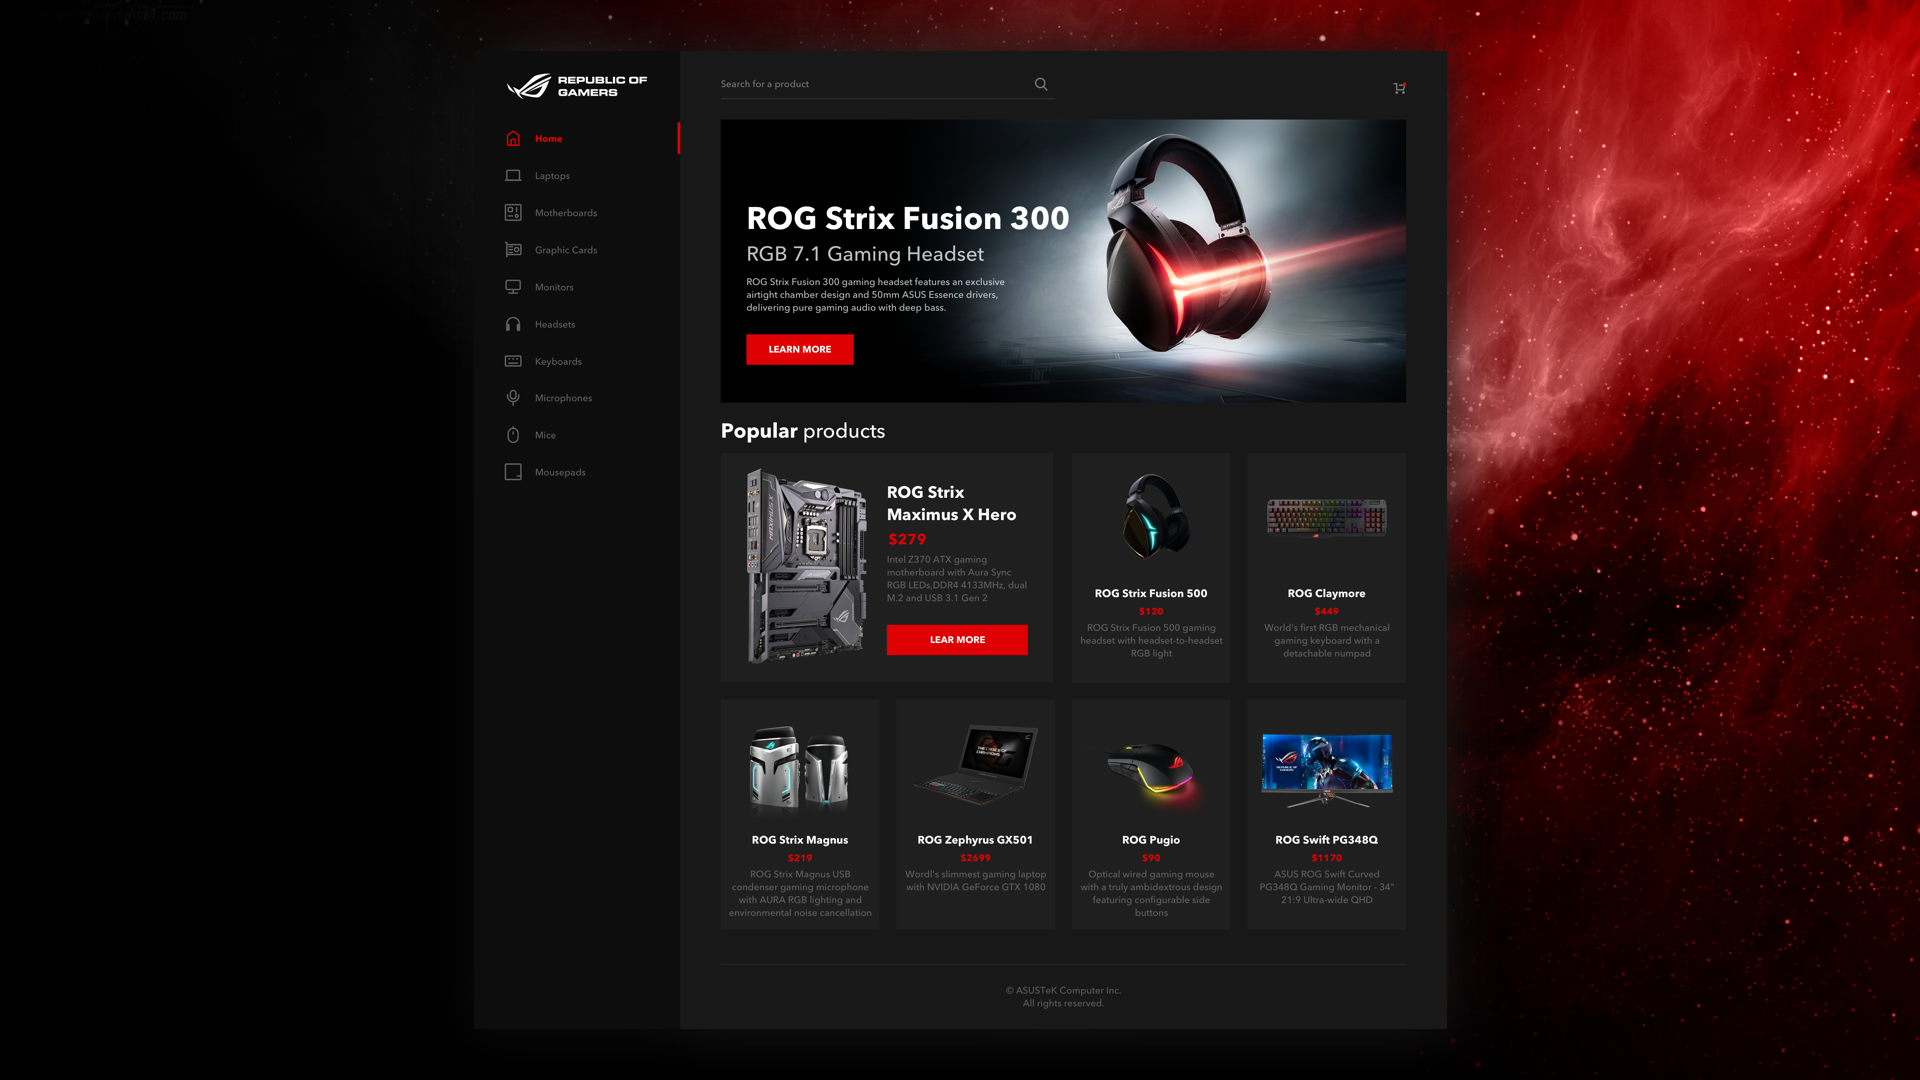 REPUBLIC OF
GAMERS
Search for a product
Home
Laptops
Motherboards
Graphic Cards
Monitors
Headsets
Keyboards
Microphones
Mice
Mousepads
ROG Strix Fusion 300
RGB 7.1 Gaming Headset
ROG Strix Fusion 300 gaming headset features an exclusive
airtight chamber design and 50mm ASUS Essence drivers,
delivering pure gaming audio with deep bass.
LEARN MORE
Popular products
MAXIMUS X
ROG Strix
Maximus X Hero
$279
Intel Z370 ATX gaming
motherboard with Aura Sync
RGB LEDs,DDR4 4133MHz, dual
M.2 and USB 3.1 Gen 2
LEAR MORE
ROG Strix Fusion 500
$120
ROG Strix Fusion 500 gaming
headset with headset-to-headset
RGB light
ROG Claymore
$449
World's first RGB mechanical
gaming keyboard with a
detachable numpad
ROG Strix Magnus
$219
ROG Strix Magnus USB
condenser gaming microphone
with AURA RGB lighting and
environmental noise cancellation
THE CHOICE OF
CHAMPIONS
ROG Zephyrus GX501
$2699
Wordl's slimmest gaming laptop
with NVIDIA GeForce GTX 1080
ROG Pugio
$90
Optical wired gaming mouse
with a truly ambidextrous design
featuring configurable side
buttons
REPUBLIC OF
GAMERS
ROG Swift PG348Q
$1170
ASUS ROG Swift Curved
PG348Q Gaming Monitor - 34"
21:9 Ultra-wide QHD
© ASUSTeK Computer Inc.
All rights reserved.